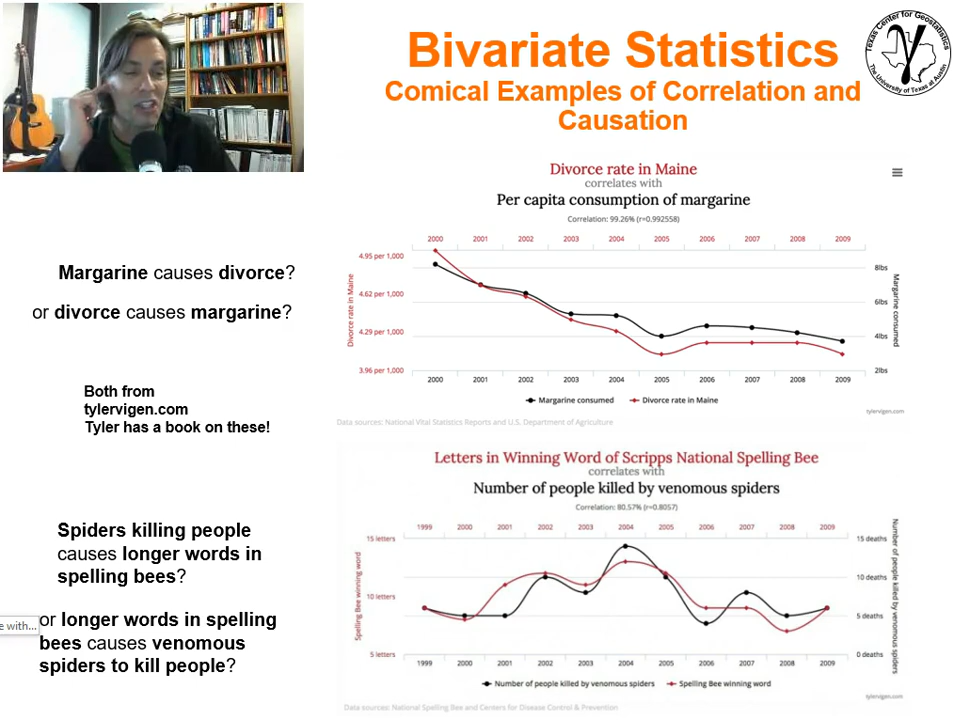 Bivariate Statistics
Comical Examples of Correlation and
Causation
Texas Center for Geostatistics
The University of Texas at Austin
Divorce rate in Maine
correlates with
Per capita consumption of margarine
Correlation: 99.26% (r=0.992558)
2000 2001 2002 2003 2004 2005 2006 2007 2008 2009
4.95 per 1,000
4.62 per 1,000
4.29 per 1,000
3.96 per 1,000
Divorce rate in Maine
8lbs
6lbs
4lbs
2lbs
Margarine consumed
2000 2001 2002 2003 2004 2005 2006 2007 2008 2009
Margarine consumed Divorce rate in Maine
tylervigen.com
Data sources: National Vital Statistics Reports and U.S. Department of Agriculture
Margarine causes divorce?
or divorce causes margarine?
Both from
tylervigen.com
Tyler has a book on these!
Letters in Winning Word of Scripps National Spelling Bee
correlates with
Number of people killed by venomous spiders
Correlation: 80.57% (r=0.8057)
1999 2000 2001 2002 2003 2004 2005 2006 2007 2008 2009
15 letters
10 letters
5 letters
Spelling Bee winning word
15 deaths
10 deaths
5 deaths
0 deaths
Number of people killed by venomous spiders
1999 2000 2001 2002 2003 2004 2005 2006 2007 2008 2009
Number of people killed by venomous spiders Spelling Bee winning word
tylervigen.com
Data sources: National Spelling Bee and Centers for Disease Control & Prevention
Spiders killing people
causes longer words in
spelling bees?
e with...
or longer words in spelling
bees causes venomous
spiders to kill people?